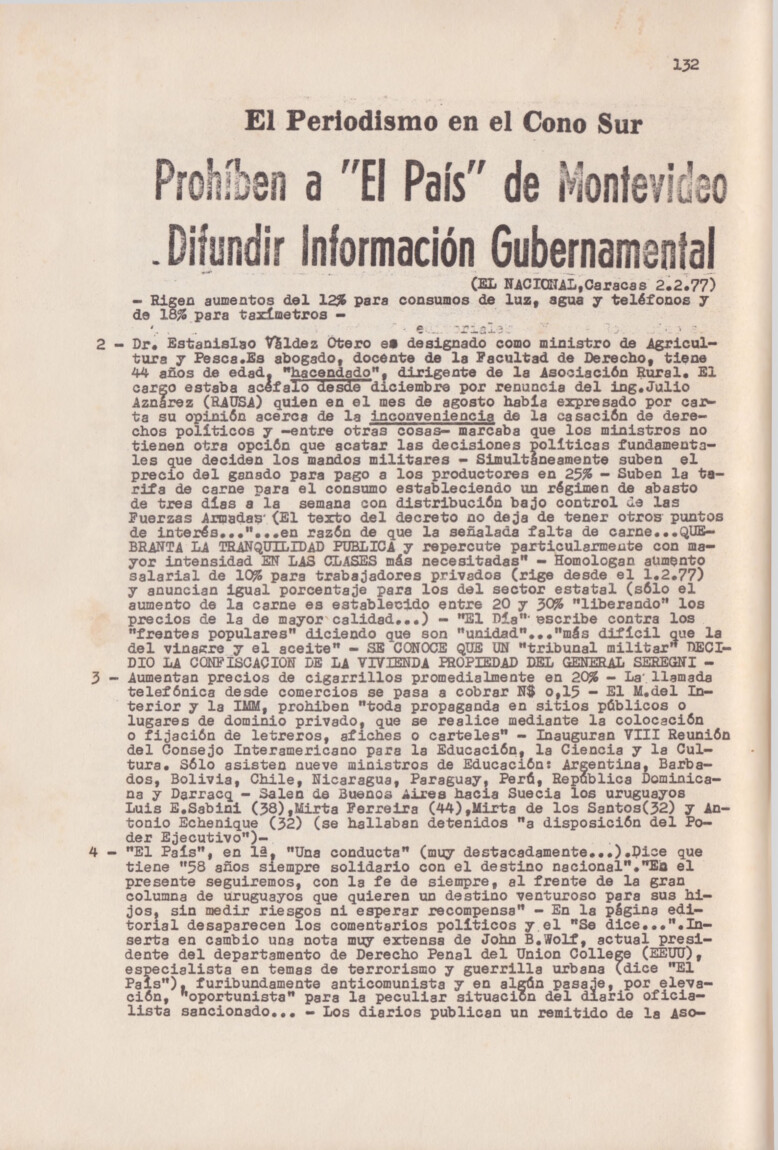 132
El Periodismo en el Cono Sur
Prohíben a "El País" de Montevideo
Difundir Información Gubernamental
(EL NACIONAL,Caracas 2.2.77)
- Rigen aumentos del 12% para consumos de luz, agua y teléfonos y
de 18% para taxímetros -
2 - Dr. Estanislao Váldez Otero es designado como ministro de Agricul-
tura y Pesca.Es abogado, docente de la Facultad de Derecho, tiene
44 años de edad, "hacendado", dirigente de la Asociación Rural. El
cargo estaba acéfalo desde diciembre por renuncia del ing.Julio
Aznárez (RAUSA) quien en el mes de agosto había expresado por car-
ta su opinión acerca de la inconveniencia de la casación de dere-
chos políticos y -entre otras cosas- marcaba que los ministros no
tienen otra opción que acatar las decisiones políticas fundamenta-
les que deciden los mandos militares - Simultáneamente suben el
precio del ganado para pago a los productores en 25% - Suben la ta-
rifa de carne para el consumo estableciendo un régimen de abasto
de tres días a la semana con distribución bajo control de las
Fuerzas Armadas (El texto del decreto no deja de tener otros puntos
de interés..."...en razón de que la señalada falta de carne...QUE-
BRANTA LA TRANQUILIDAD PUBLICA y repercute particularmente con ma-
yor intensidad EN LAS CLASES más necesitadas" - Homologan aumento
salarial de 10% para trabajadores privados (rige desde el 1.2.77)
y anuncian igual porcentaje para los del sector estatal (sólo el
aumento de la carne es establecido entre 20 y 30% "liberando" los
precios de la de mayor calidad...) - "El Día" escribe contra los
"frentes populares" diciendo que son "unidad"..."más difícil que la
del vinagre y el aceite" - SE CONOCE QUE UN "tribunal militar" DECI-
DIO LA CONFISCACION DE LA VIVIENDA PROPIEDAD DEL GENERAL SEREGNI -
3 - Aumentan precios de cigarrillos promedialmente en 20% - La llamada
telefónica desde comercios se pasa a cobrar N$ 0,15 - El M.del In-
terior y la IMM, prohiben "toda propaganda en sitios públicos o
lugares de dominio privado, que se realice mediante la colocación
o fijación de letreros, afiches o carteles" - Inauguran VIII Reunión
del Consejo Interamericano para la Educación, la Ciencia y la Cul-
tura. Sólo asisten nueve ministros de Educación: Argentina, Barba-
dos, Bolivia, Chile, Nicaragua, Paraguay, Perú, República Dominica-
na y Darracq - Salen de Buenos Aires hacia Suecia los uruguayos
Luis E.Sabini (38),Mirta Ferreira (44),Mirta de los Santos(32) y An-
tonio Echenique (32) (se hallaban detenidos "a disposición del Po-
der Ejecutivo")-
4 - "El País", en 1ª, "Una conducta" (muy destacadamente...).Dice que
tiene "58 años siempre solidario con el destino nacional"."En el
presente seguiremos, con la fe de siempre, al frente de la gran
columna de uruguayos que quieren un destino venturoso para sus hi-
jos, sin medir riesgos ni esperar recompensa" - En la página edi-
torial desaparecen los comentarios políticos y el "Se dice...".In-
serta en cambio una nota muy extensa de John B.Wolf, actual presi-
dente del departamento de Derecho Penal del Union College (EEUU),
especialista en temas de terrorismo y guerrilla urbana (dice "El
País"), furibundamente anticomunista y en algún pasaje, por eleva-
ción, "oportunista" para la peculiar situación del diario oficia-
lista sancionado... - Los diarios publican un remitido de la Aso-